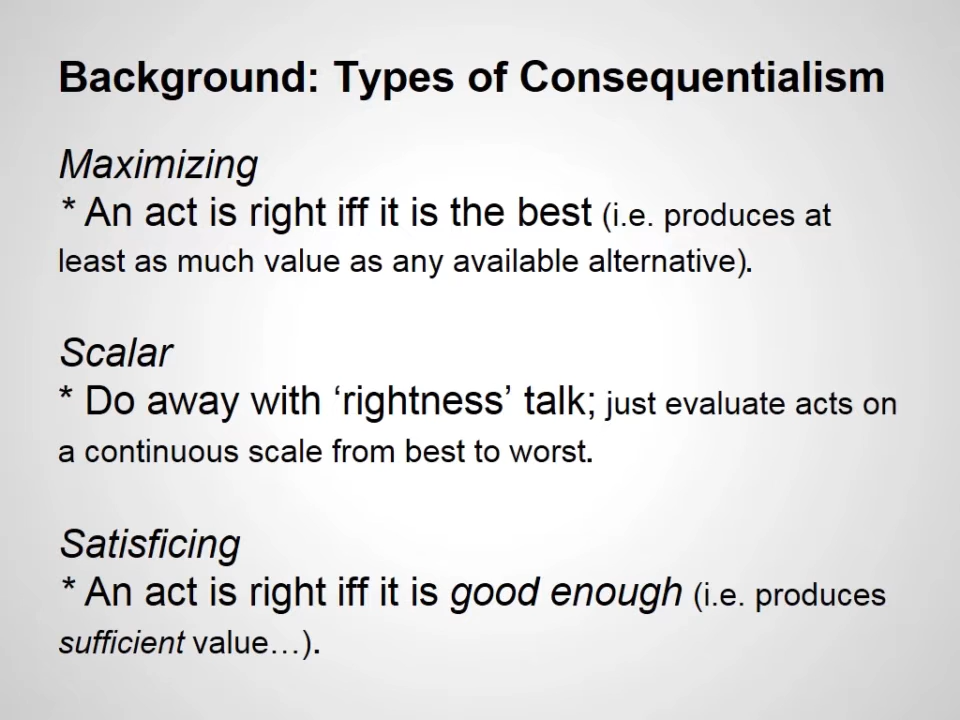 Background: Types of Consequentialism
Maximizing
* An act is right iff it is the best (i.e. produces at
least as much value as any available alternative).
Scalar
* Do away with ‘rightness’ talk; just evaluate acts on
a continuous scale from best to worst.
Satisficing
* An act is right iff it is good enough (i.e. produces
sufficient value…).